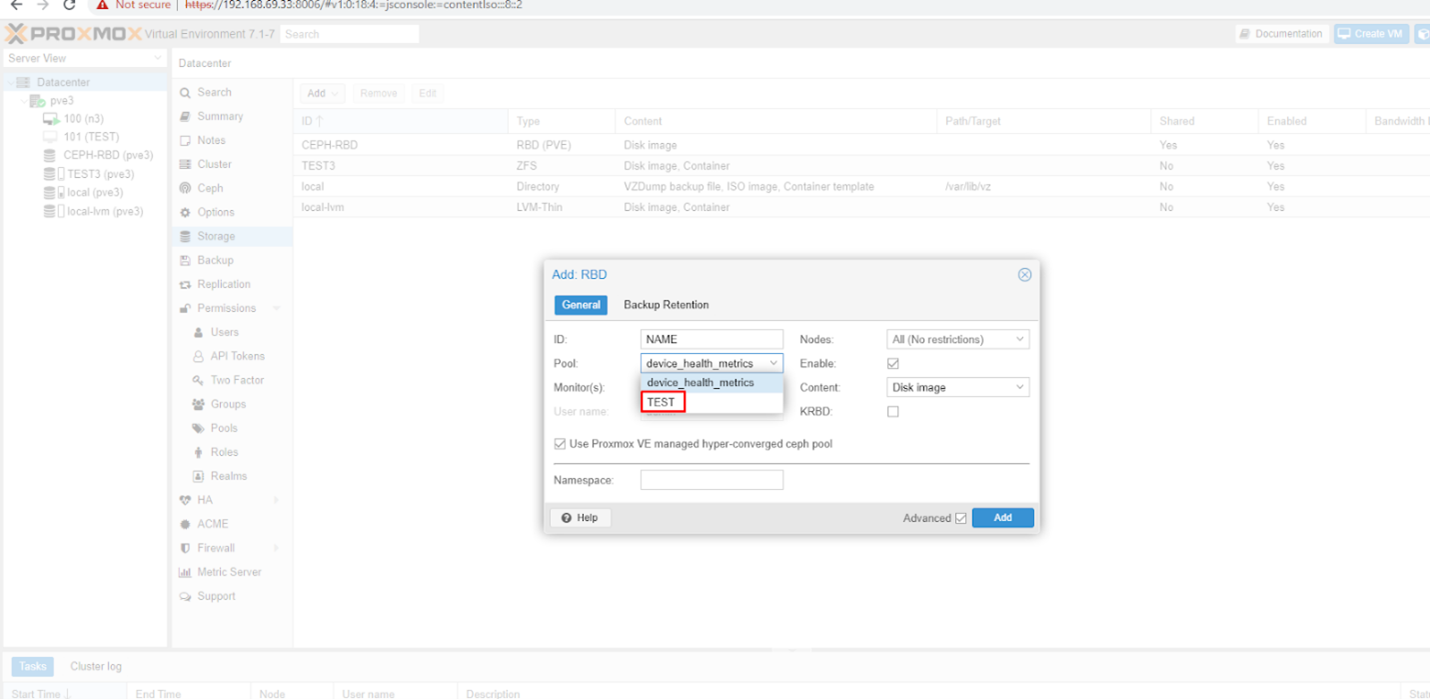 Not secure | https://192.168.69.33:8006/#v1:0:18:4:=jsconsole:=contentIso:::8::2
PROXMOX Virtual Environment 7.1-7 Search Documentation Create VM
Server View
Datacenter
pve3
100 (n3)
101 (TEST)
CEPH-RBD (pve3)
TEST3 (pve3)
local (pve3)
local-lvm (pve3)
Datacenter
Search
Summary
Notes
Cluster
Ceph
Options
Storage
Backup
Replication
Permissions
Users
API Tokens
Two Factor
Groups
Pools
Roles
Realms
HA
ACME
Firewall
Metric Server
Support
Add Remove Edit
ID ↑ Type Content Path/Target Shared Enabled Bandwidth
CEPH-RBD RBD (PVE) Disk image Yes Yes
TEST3 ZFS Disk image, Container No Yes
local Directory VZDump backup file, ISO image, Container template /var/lib/vz No Yes
local-lvm LVM-Thin Disk image, Container No Yes
Add: RBD
General Backup Retention
ID: NAME Nodes: All (No restrictions)
Pool: device_health_metrics Enable:
device_health_metrics
Monitor(s): Content: Disk image
TEST
User name: KRBD:
Use Proxmox VE managed hyper-converged ceph pool
Namespace:
Help Advanced Add
Tasks Cluster log
Start Time ↓ End Time Node User name Description